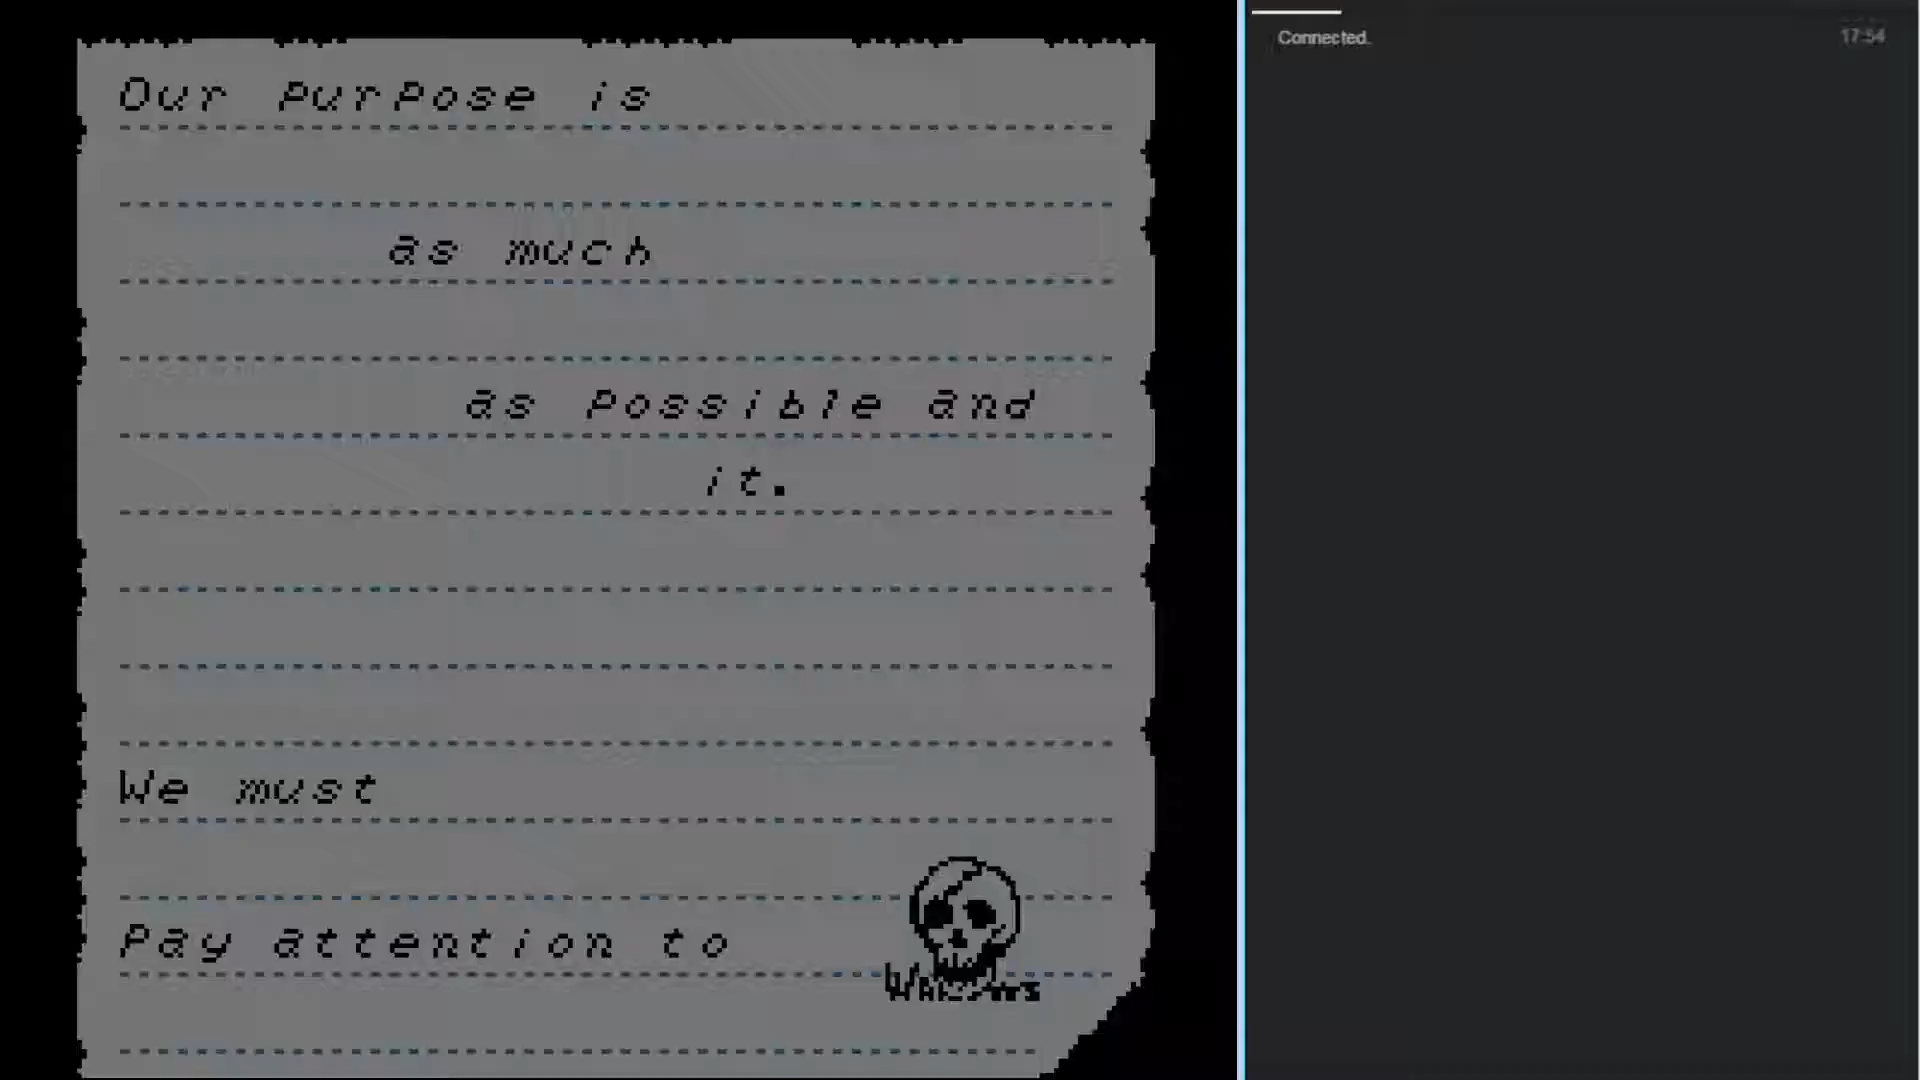 Our purpose is
as much
as possible and
it.
We must
Pay attention to
Connected.
17:54